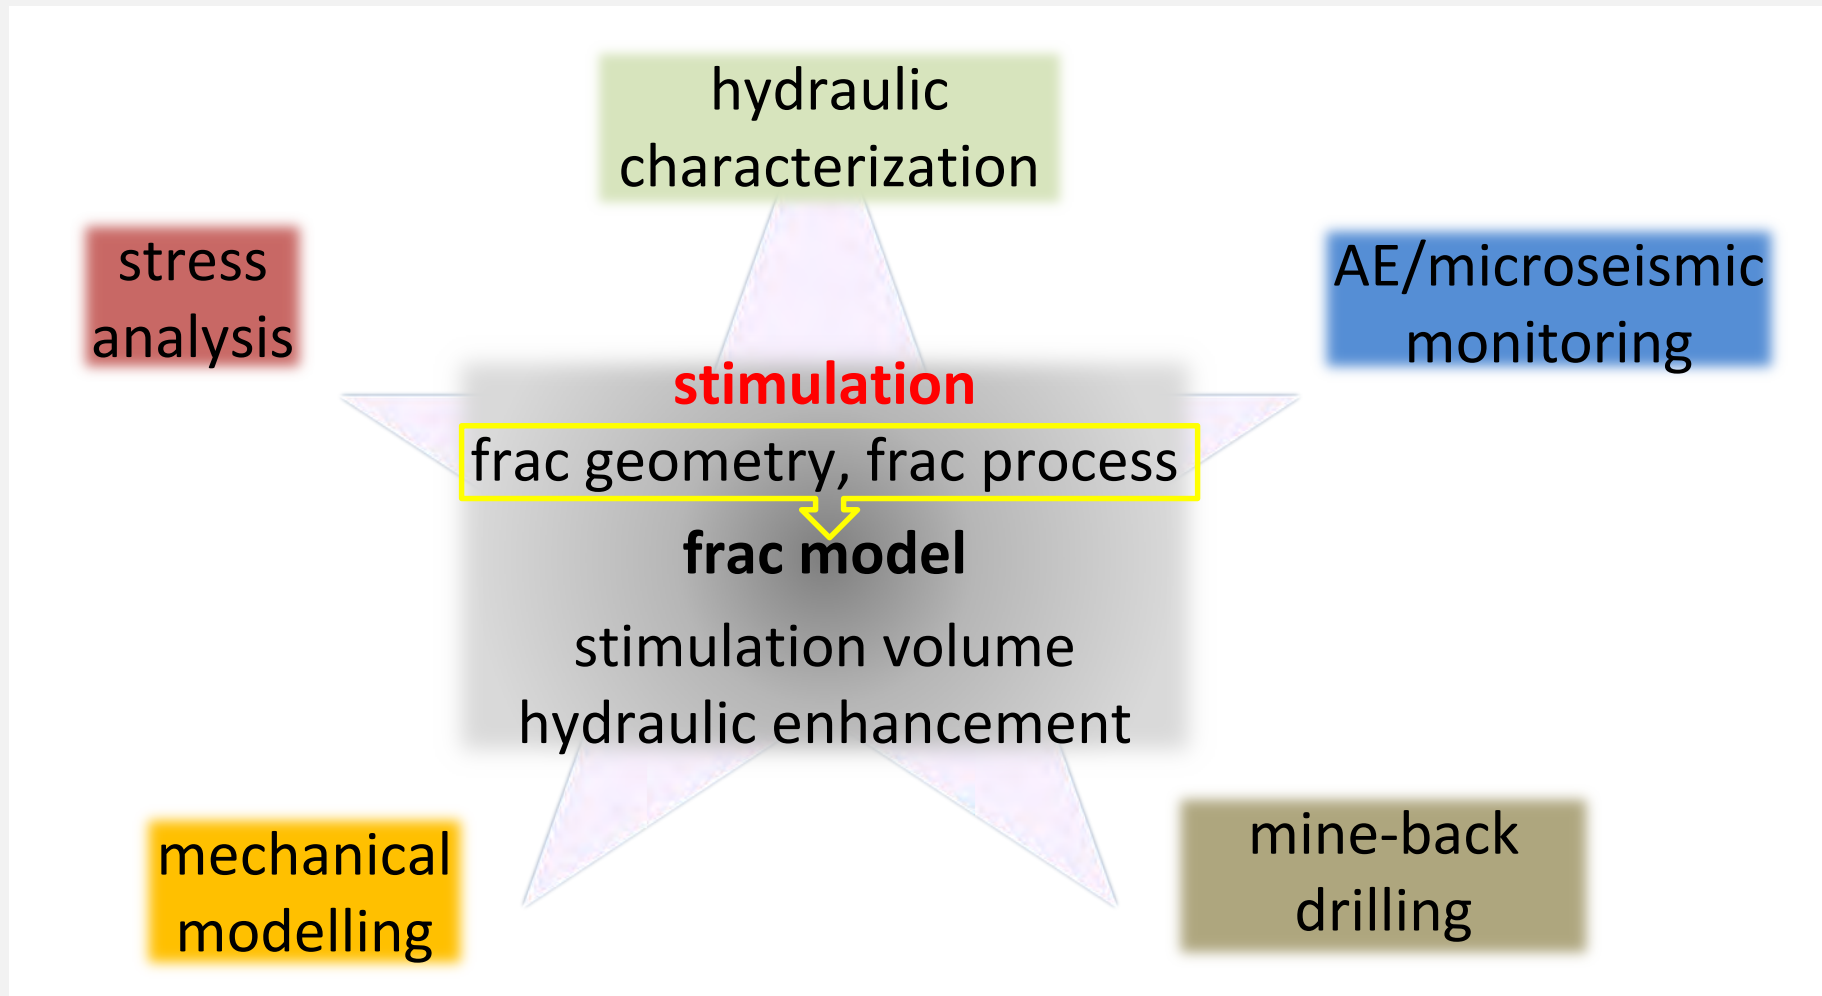 hydraulic
characterization
stress
analysis
AE/microseismic
monitoring
stimulation
frac geometry, frac process
frac model
stimulation volume
hydraulic enhancement
mechanical
modelling
mine-back
drilling